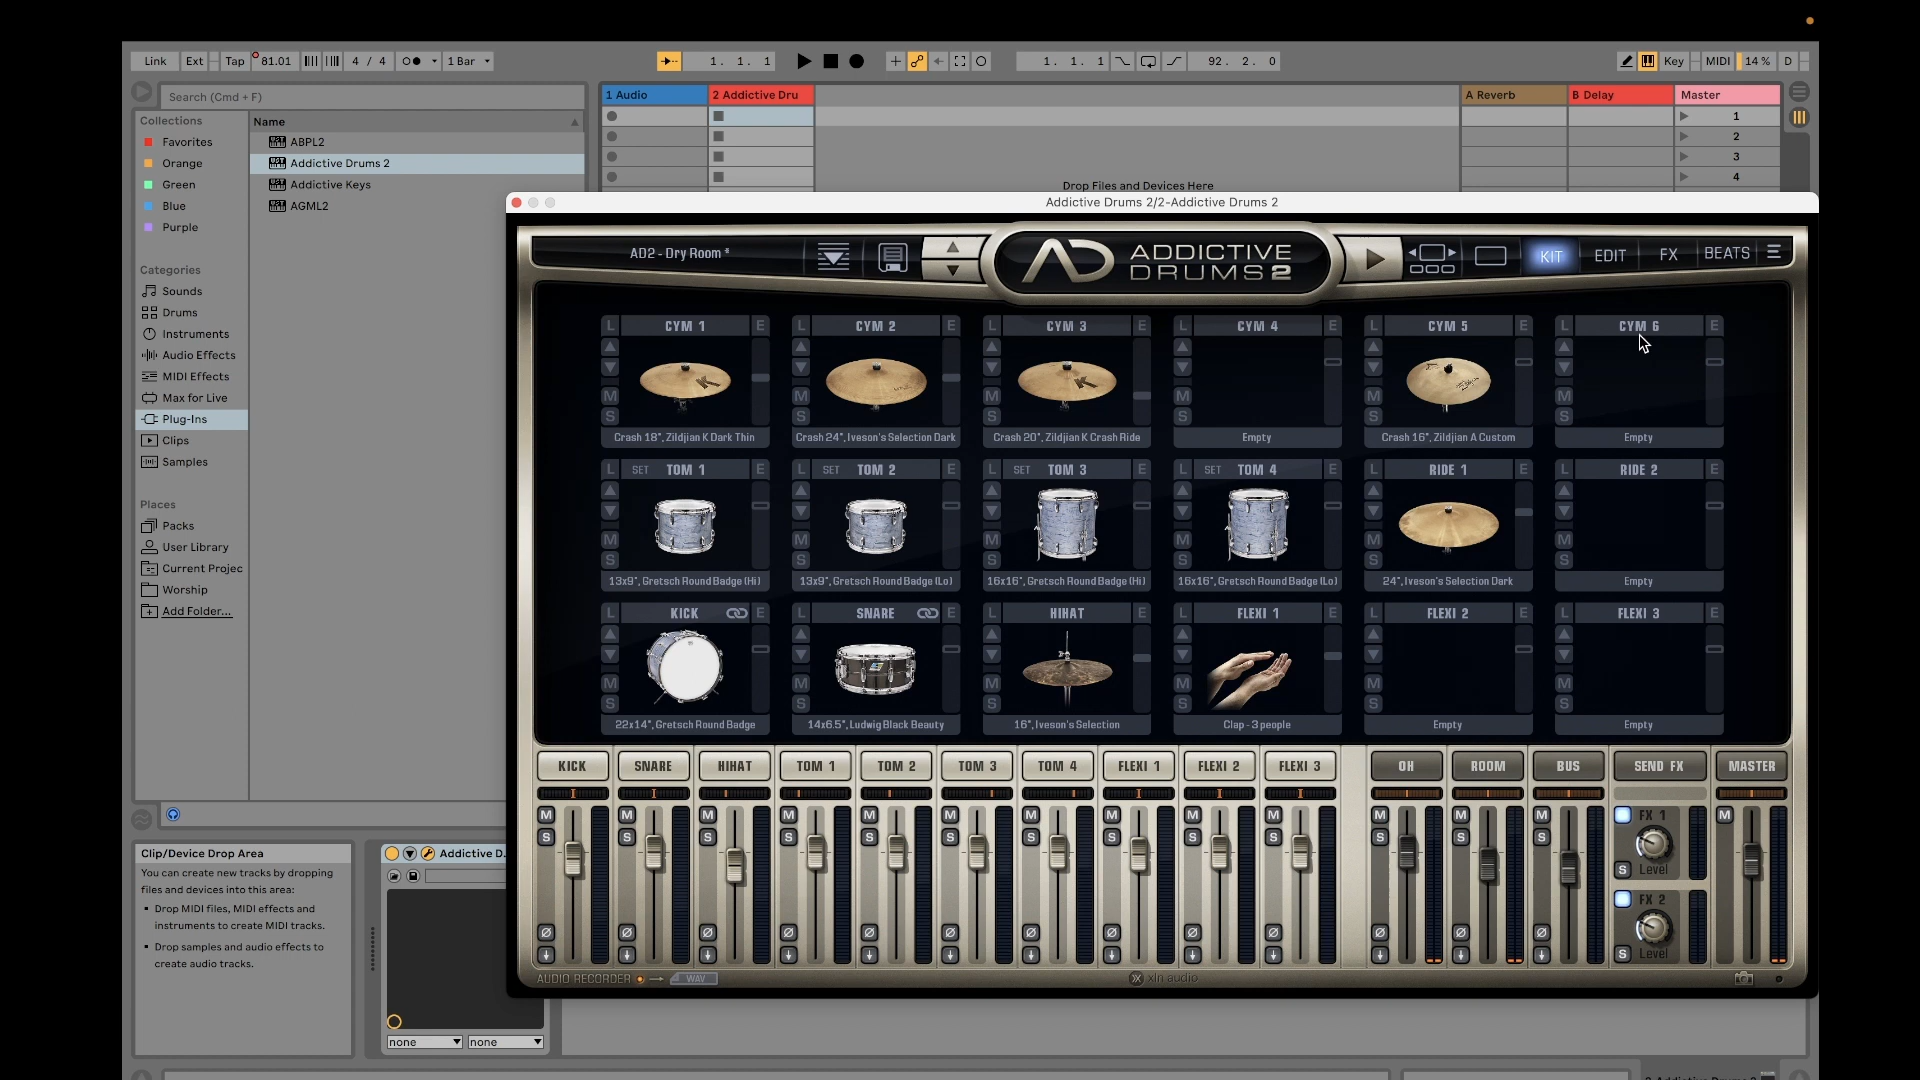 Link Ext Tap 81.01 4 / 4 1 Bar 1. 1. 1 1. 1. 1 92. 2. 0 Key MIDI 14 % D
Search (Cmd + F)
Collections
Favorites
Orange
Green
Blue
Purple
Categories
Sounds
Drums
Instruments
Audio Effects
MIDI Effects
Max for Live
Plug-Ins
Clips
Samples
Places
Packs
User Library
Current Projec
Worship
Add Folder...
Name
ABPL2
Addictive Drums 2
Addictive Keys
AGML2
1 Audio 2 Addictive Dru A Reverb B Delay Master
1
2
3
4
Drop Files and Devices Here
Addictive Drums 2/2-Addictive Drums 2
AD2 - Dry Room * AD ADDICTIVE DRUMS 2 KIT EDIT FX BEATS
L CYM 1 E L CYM 2 E L CYM 3 E L CYM 4 E L CYM 5 E L CYM 6 E
M M M M M M
S S S S S S
Crash 18", Zildjian K Dark Thin Crash 24", Iveson's Selection Dark Crash 20", Zildjian K Crash Ride Empty Crash 16", Zildjian A Custom Empty
L SET TOM 1 E L SET TOM 2 E L SET TOM 3 E L SET TOM 4 E L RIDE 1 E L RIDE 2 E
M M M M M M
S S S S S S
13x9", Gretsch Round Badge (Hi) 13x9", Gretsch Round Badge (Lo) 16x16", Gretsch Round Badge (Hi) 16x16", Gretsch Round Badge (Lo) 24", Iveson's Selection Dark Empty
L KICK E L SNARE E L HIHAT E L FLEXI 1 E L FLEXI 2 E L FLEXI 3 E
M M M M M M
S S S S S S
22x14", Gretsch Round Badge 14x6.5", Ludwig Black Beauty 16", Iveson's Selection Clap - 3 people Empty Empty
KICK SNARE HIHAT TOM 1 TOM 2 TOM 3 TOM 4 FLEXI 1 FLEXI 2 FLEXI 3 OH ROOM BUS SEND FX MASTER
M M M M M M M M M M M M M FX 1 M
S S S S S S S S S S S S S
S Level
FX 2
S Level
AUDIO RECORDER WAV xln audio
Clip/Device Drop Area
You can create new tracks by dropping
files and devices into this area:
▪ Drop MIDI files, MIDI effects and
instruments to create MIDI tracks.
▪ Drop samples and audio effects to
create audio tracks.
Addictive D.
none none